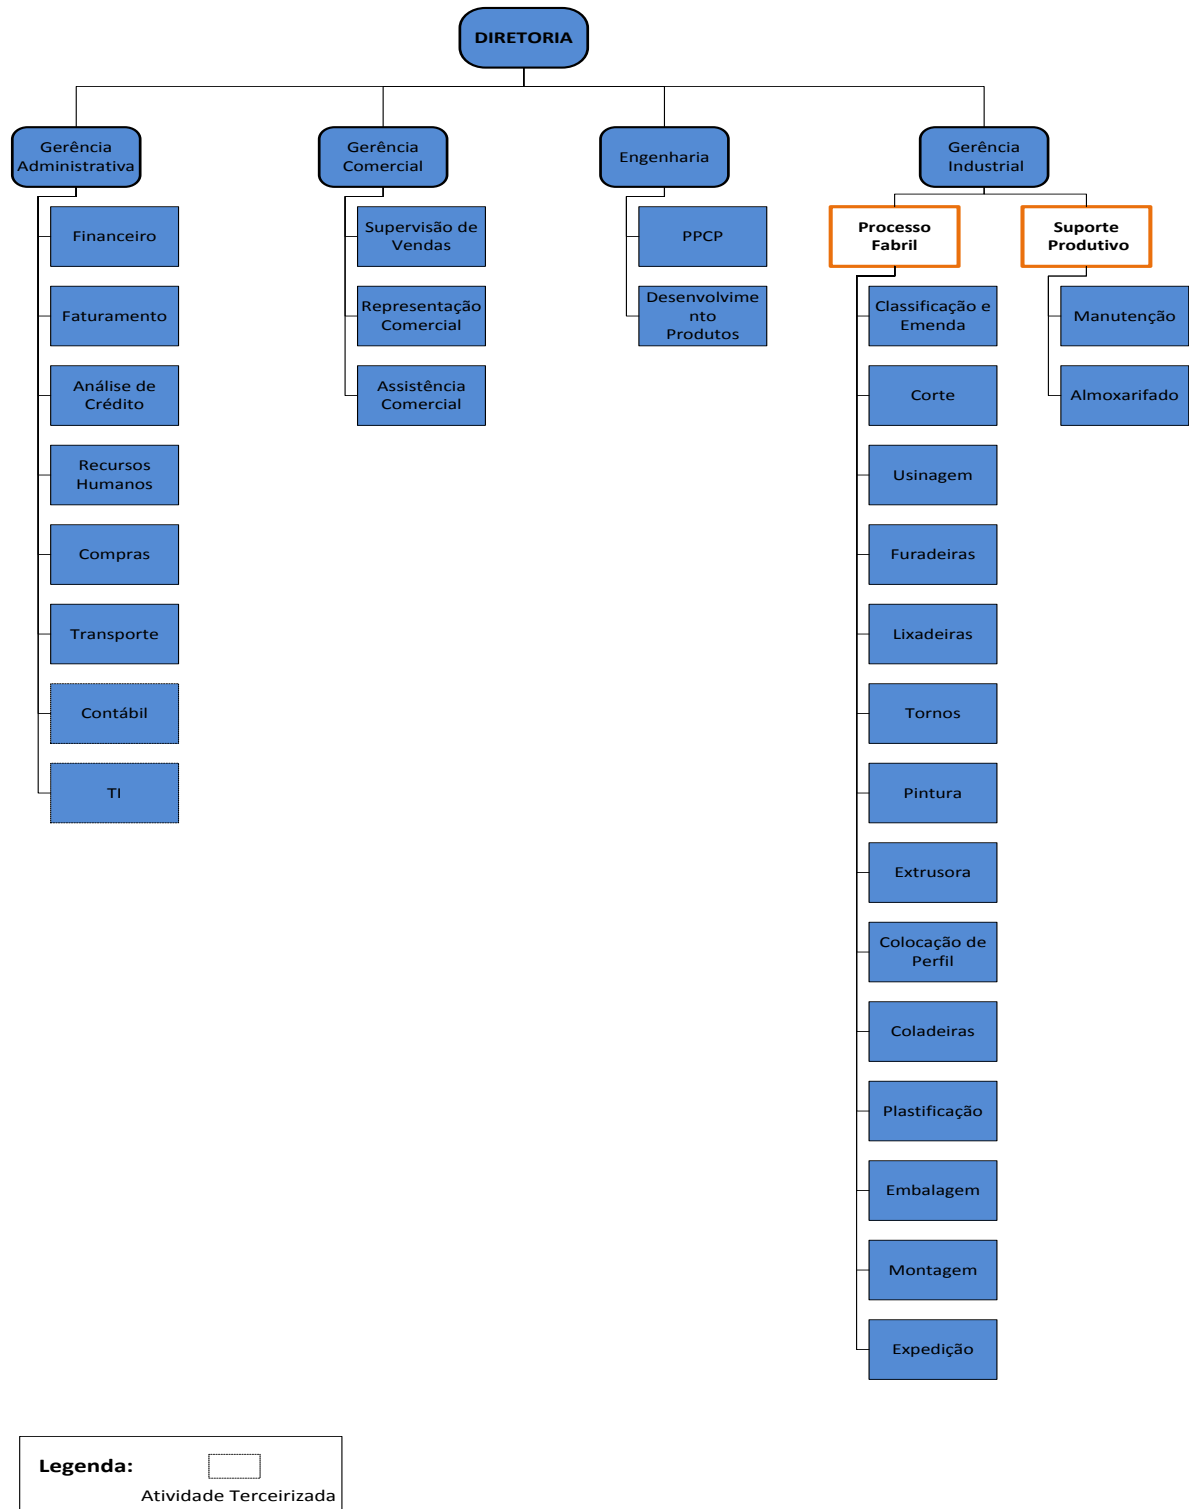 DIRETORIA
Gerência
Administrativa
Gerência
Comercial
Engenharia
Gerência
Industrial
Financeiro
Faturamento
Análise de
Crédito
Recursos
Humanos
Compras
Transporte
Contábil
TI
Supervisão de
Vendas
Representação
Comercial
Assistência
Comercial
PPCP
Desenvolvime
nto
Produtos
Processo
Fabril
Classificação e
Emenda
Corte
Usinagem
Furadeiras
Lixadeiras
Tornos
Pintura
Extrusora
Colocação de
Perfil
Coladeiras
Plastificação
Embalagem
Montagem
Expedição
Suporte
Produtivo
Manutenção
Almoxarifado
Legenda:
Atividade Terceirizada